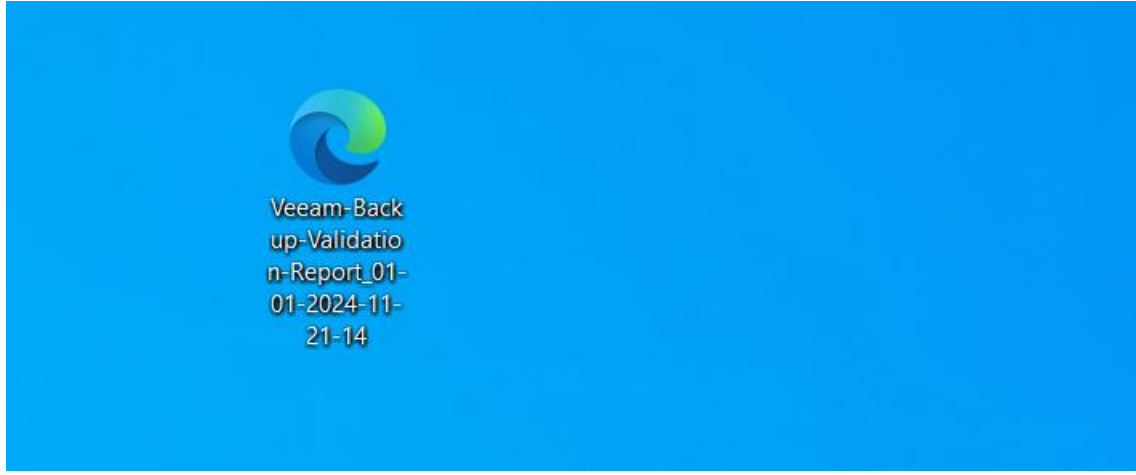 Veeam-Back
up-Validatio
n-Report_01-
01-2024-11-
21-14